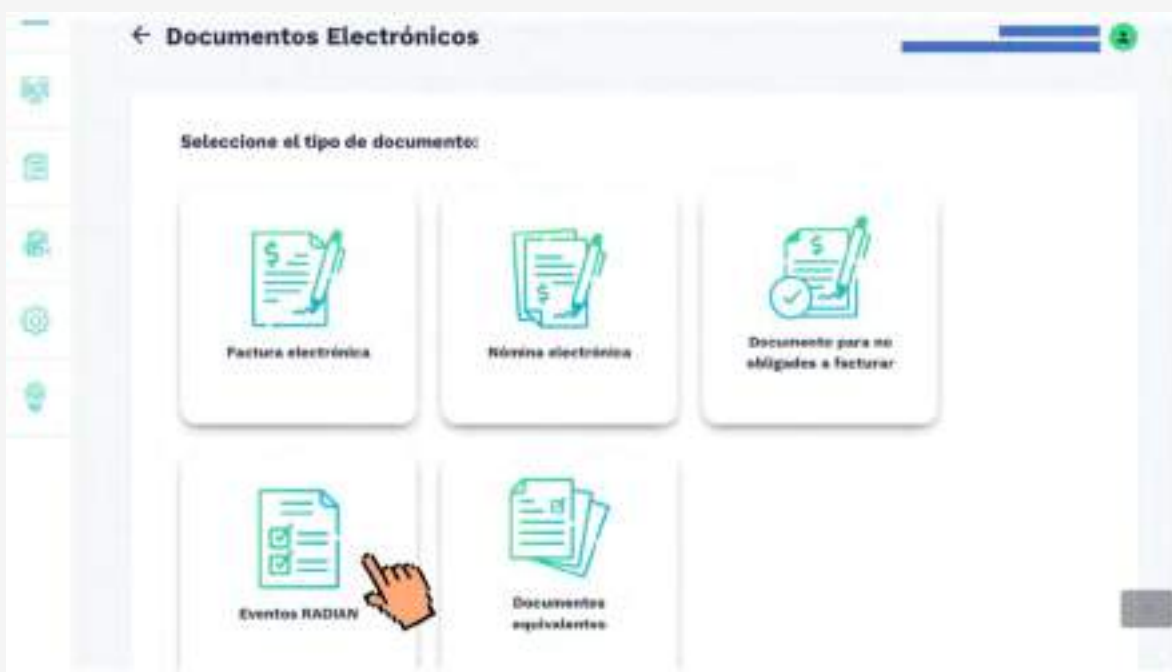 ← Documentos Electrónicos
Seleccione el tipo de documento:
Factura electrónica
Nómina electrónica
Documento para no
obligados a facturar
Eventos RADIAN
Documentos
equivalentes